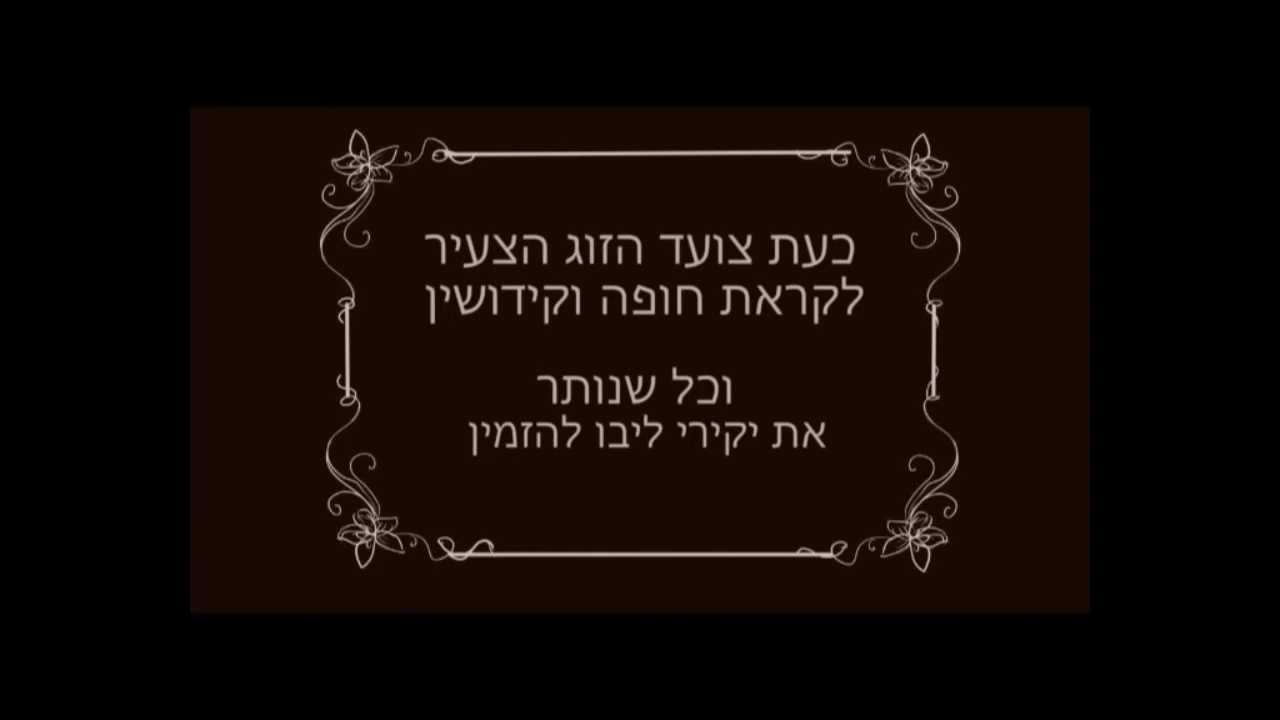 כעת צועד הזוג הצעיר
לקראת חופה וקידושין
וכל שנותר
את יקירי ליבו להזמין